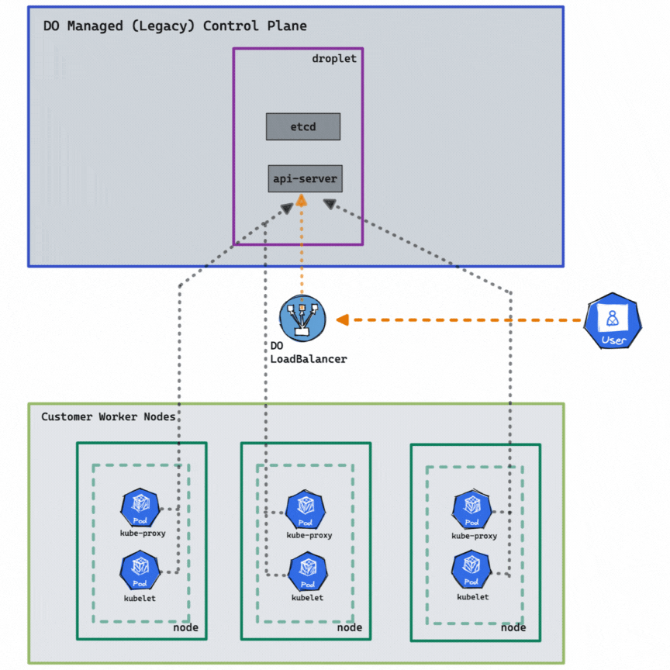 DO Managed (Legacy) Control Plane
droplet
etcd
api-server
DO
LoadBalancer
User
Customer Worker Nodes
Pod
kube-proxy
Pod
kubelet
node
Pod
kube-proxy
Pod
kubelet
node
Pod
kube-proxy
Pod
kubelet
node